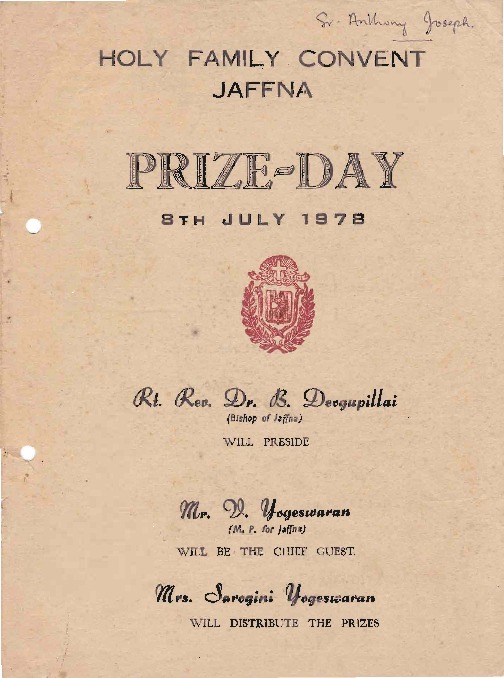 Sr. Anthony Joseph.
HOLY FAMILY CONVENT
JAFFNA
PRIZE-DAY
8TH JULY 1978
Rt. Rev. Dr. B. Deogupillai
(Bishop of Jaffna)
WILL PRESIDE
Mr. V. Yogeswaran
(M. P. for Jaffna)
WILL BE THE CHIEF GUEST
Mrs. Sarogini Yogeswaran
WILL DISTRIBUTE THE PRIZES